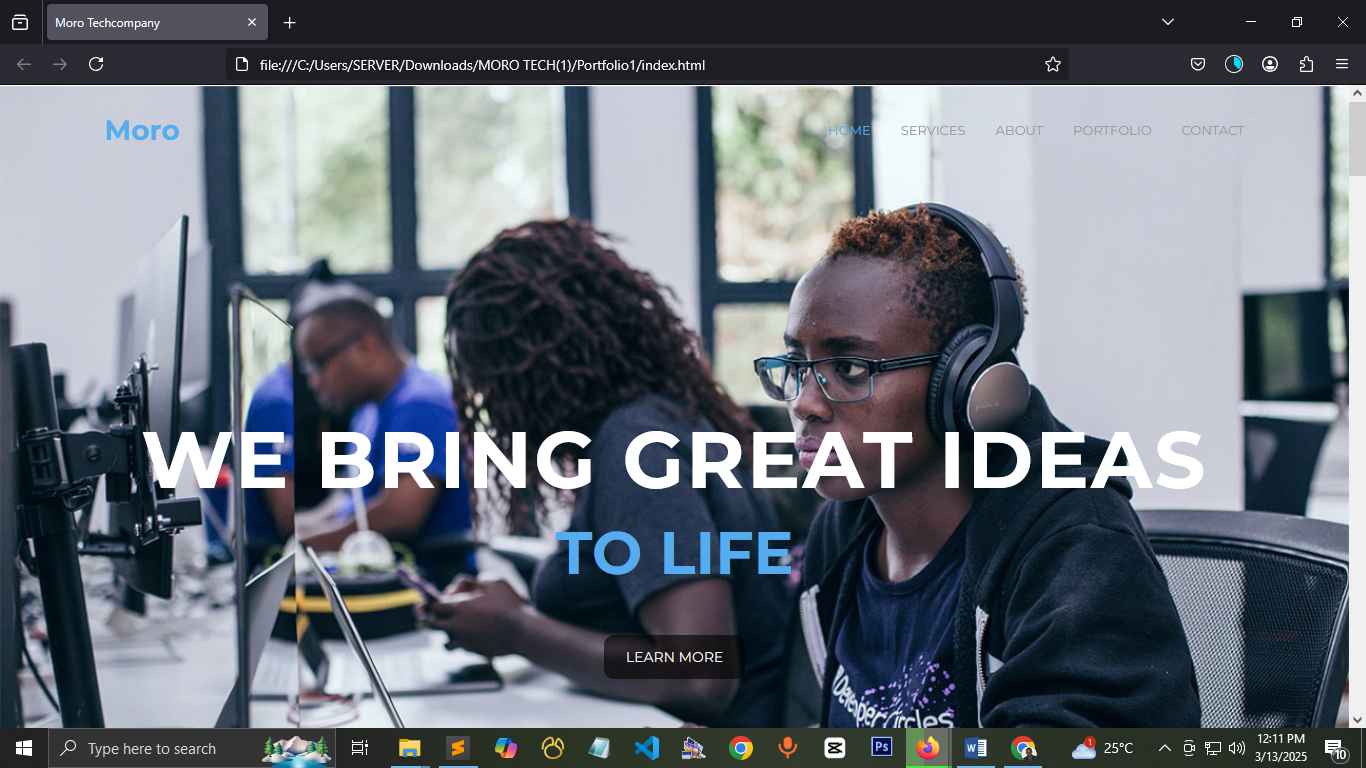 Moro Techcompany
file:///C:/Users/SERVER/Downloads/MORO TECH(1)/Portfolio1/index.html
Moro
HOME SERVICES ABOUT PORTFOLIO CONTACT
WE BRING GREAT IDEAS
TO LIFE
LEARN MORE
Developer Circles
Type here to search
Ps
W
1
25°C
12:11 PM
3/13/2025
10